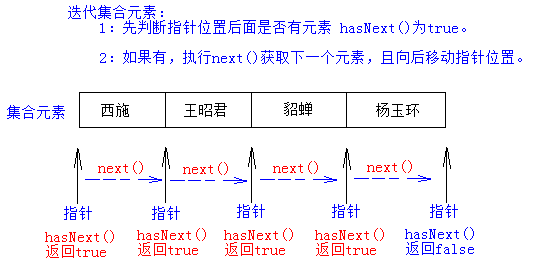 迭代集合元素：
1：先判断指针位置后面是否有元素 hasNext()为true。
2：如果有，执行next()获取下一个元素，且向后移动指针位置。
集合元素 西施 王昭君 貂蝉 杨玉环
next() next() next() next()
指针 指针 指针 指针 指针
hasNext() hasNext() hasNext() hasNext() hasNext()
返回true 返回true 返回true 返回true 返回false